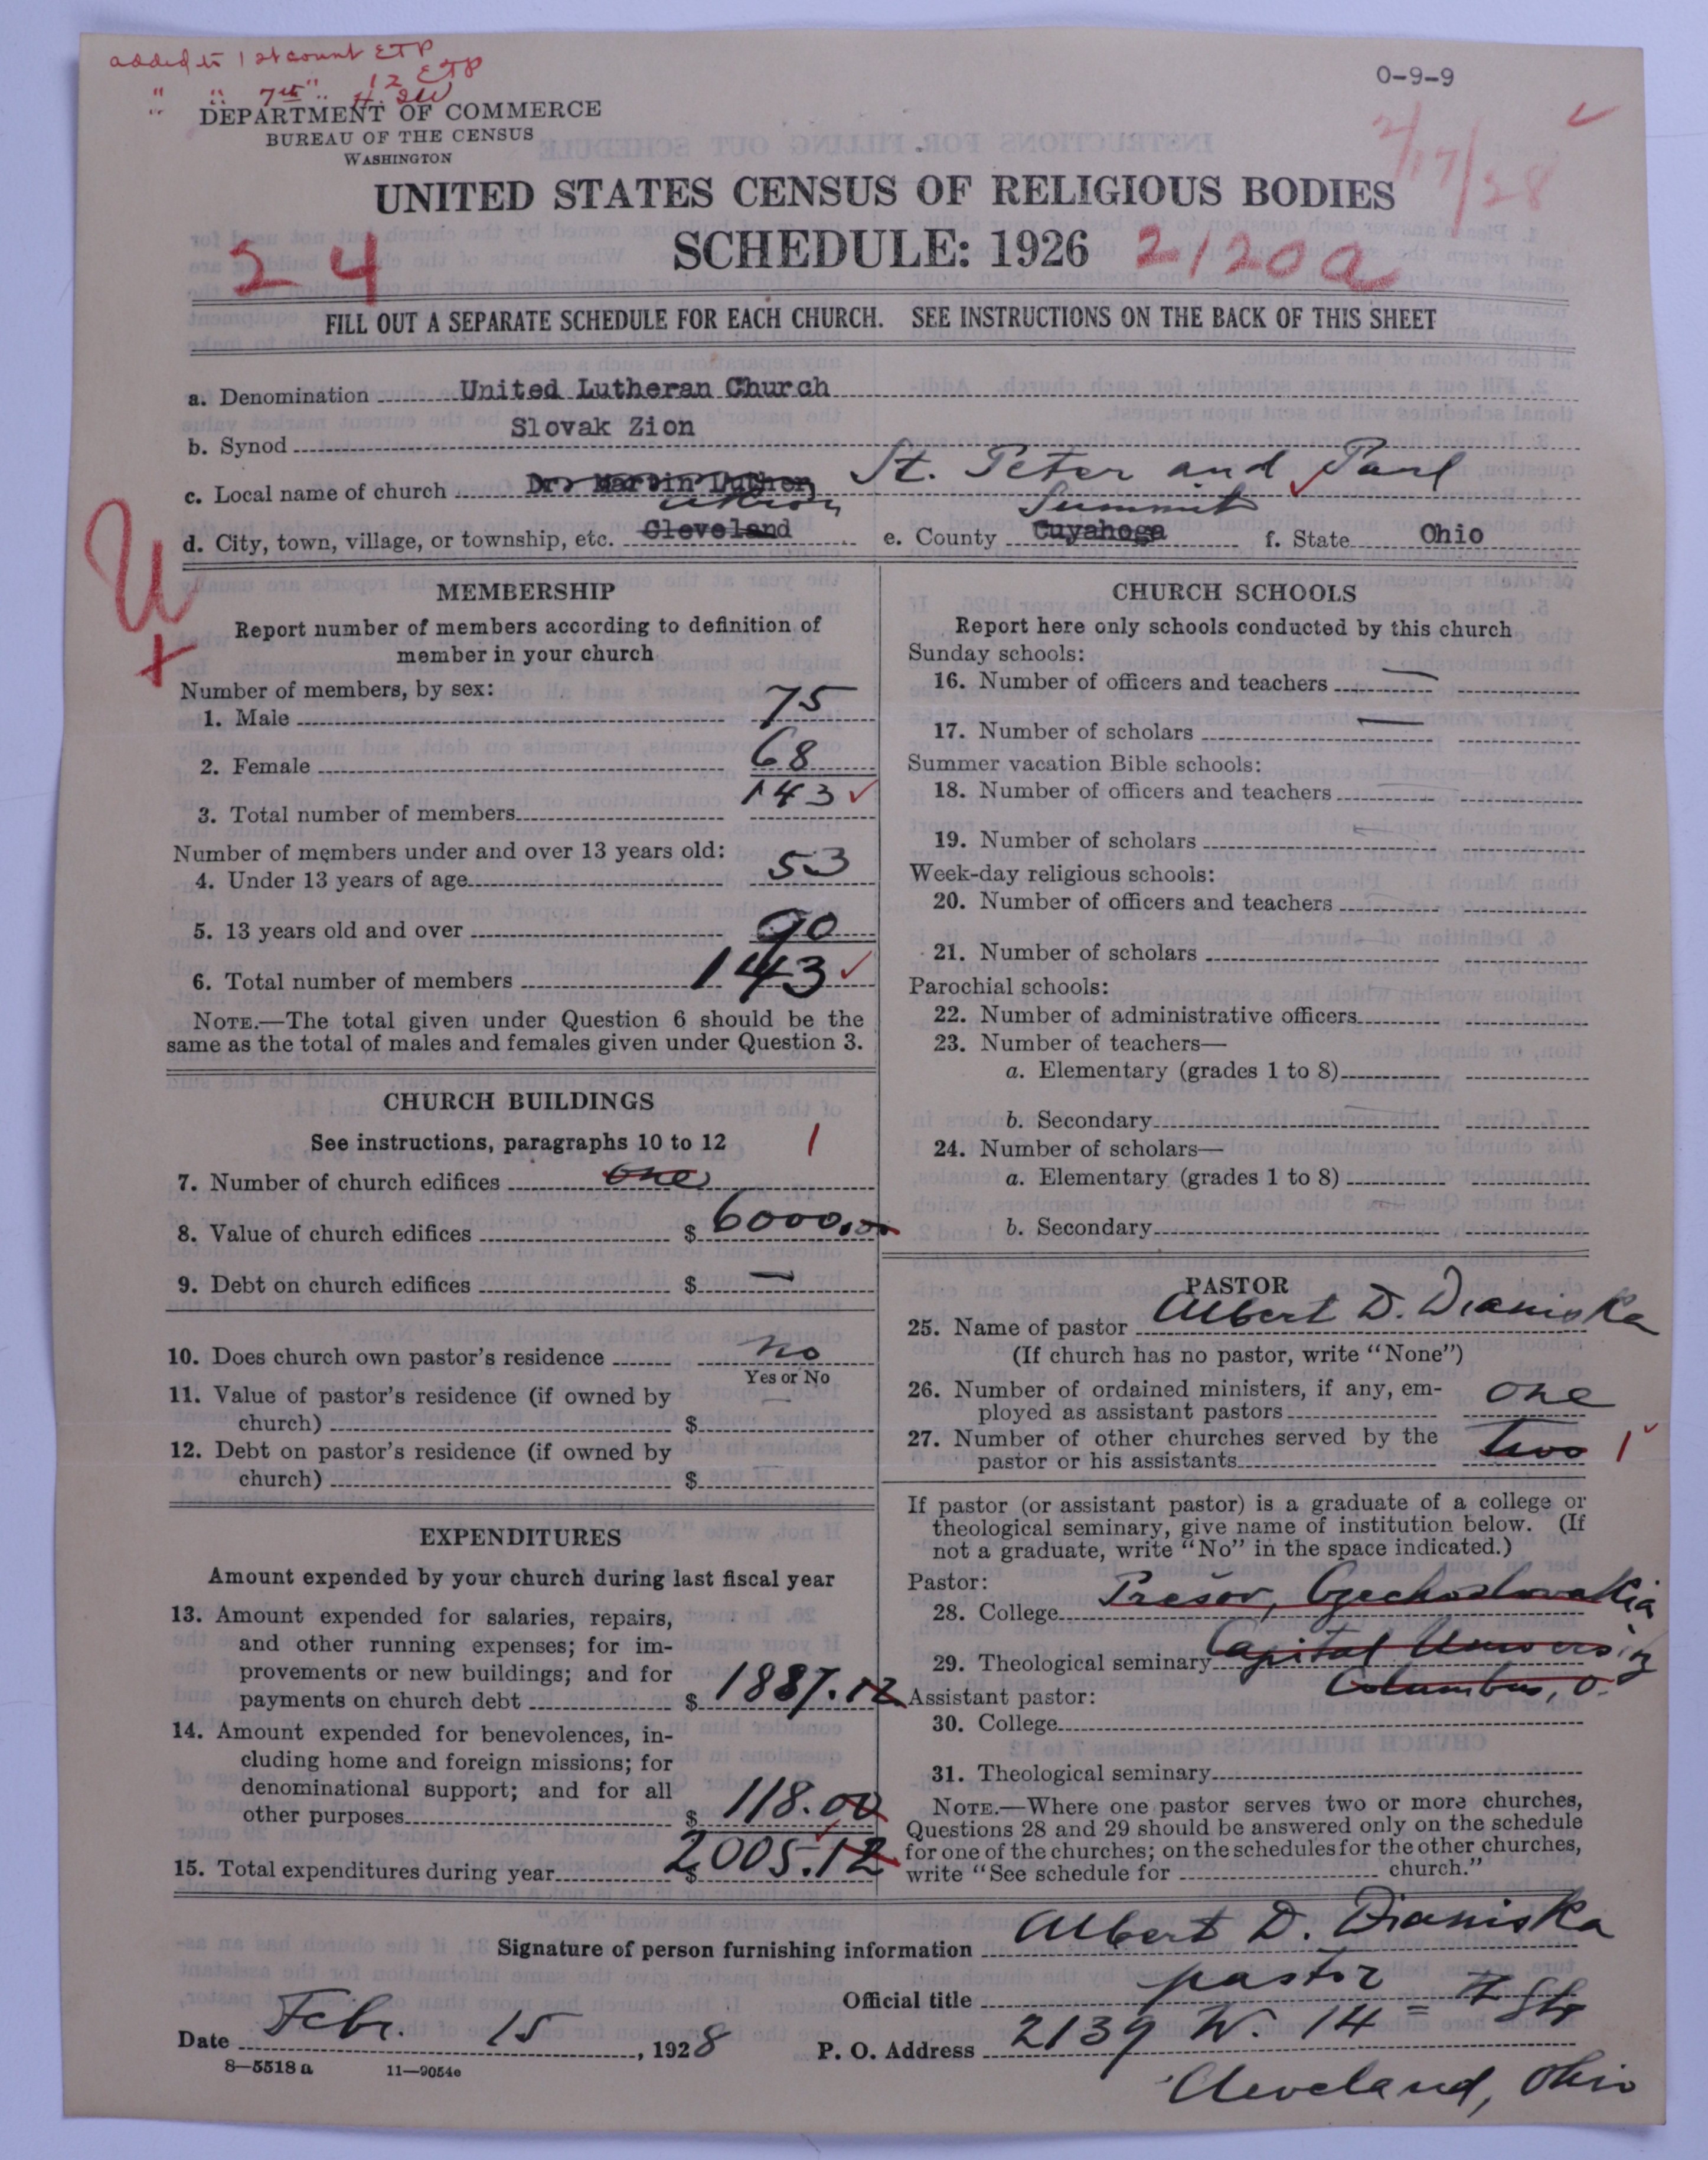 added to 1st count ETP
" " 7th " 12 ETP
0-9-9
DEPARTMENT OF COMMERCE
BUREAU OF THE CENSUS
WASHINGTON
2/17/28 ✓
UNITED STATES CENSUS OF RELIGIOUS BODIES
SCHEDULE: 1926
2120a
FILL OUT A SEPARATE SCHEDULE FOR EACH CHURCH. SEE INSTRUCTIONS ON THE BACK OF THIS SHEET
a. Denomination United Lutheran Church
b. Synod Slovak Zion
c. Local name of church Dr. Martin Luther St. Peter and Paul
Akron Summit
d. City, town, village, or township, etc. Cleveland e. County Cuyahoga f. State Ohio
U
+
MEMBERSHIP
Report number of members according to definition of
member in your church
Number of members, by sex:
1. Male 75
2. Female 68
3. Total number of members 143 ✓
Number of members under and over 13 years old:
4. Under 13 years of age 53
5. 13 years old and over 90
6. Total number of members 143 ✓
NOTE.—The total given under Question 6 should be the
same as the total of males and females given under Question 3.
CHURCH BUILDINGS
See instructions, paragraphs 10 to 12 1
7. Number of church edifices one
8. Value of church edifices $ 6000.00
9. Debt on church edifices $ —
10. Does church own pastor's residence no
Yes or No
11. Value of pastor's residence (if owned by
church) $
12. Debt on pastor's residence (if owned by
church) $
EXPENDITURES
Amount expended by your church during last fiscal year
13. Amount expended for salaries, repairs,
and other running expenses; for im-
provements or new buildings; and for
payments on church debt $ 1887.12
14. Amount expended for benevolences, in-
cluding home and foreign missions; for
denominational support; and for all
other purposes $ 118.00
15. Total expenditures during year $ 2005.12
CHURCH SCHOOLS
Report here only schools conducted by this church
Sunday schools:
16. Number of officers and teachers —
17. Number of scholars —
Summer vacation Bible schools:
18. Number of officers and teachers
19. Number of scholars
Week-day religious schools:
20. Number of officers and teachers
21. Number of scholars
Parochial schools:
22. Number of administrative officers
23. Number of teachers—
a. Elementary (grades 1 to 8)
b. Secondary
24. Number of scholars—
a. Elementary (grades 1 to 8)
b. Secondary
PASTOR
25. Name of pastor Albert D. Dianiska
(If church has no pastor, write "None")
26. Number of ordained ministers, if any, em-
ployed as assistant pastors one
27. Number of other churches served by the
pastor or his assistants two 1 ✓
If pastor (or assistant pastor) is a graduate of a college or
theological seminary, give name of institution below. (If
not a graduate, write "No" in the space indicated.)
Pastor:
28. College Presov, Czechoslovakia
29. Theological seminary Capital University
Columbus, O.
Assistant pastor:
30. College
31. Theological seminary
NOTE.—Where one pastor serves two or more churches,
Questions 28 and 29 should be answered only on the schedule
for one of the churches; on the schedules for the other churches,
write "See schedule for church."
Signature of person furnishing information Albert D. Dianiska
Official title pastor
Date Febr. 15, 1928 P. O. Address 2139 W. 14 = th Str
Cleveland, Ohio
8—5518 a 11—9054e